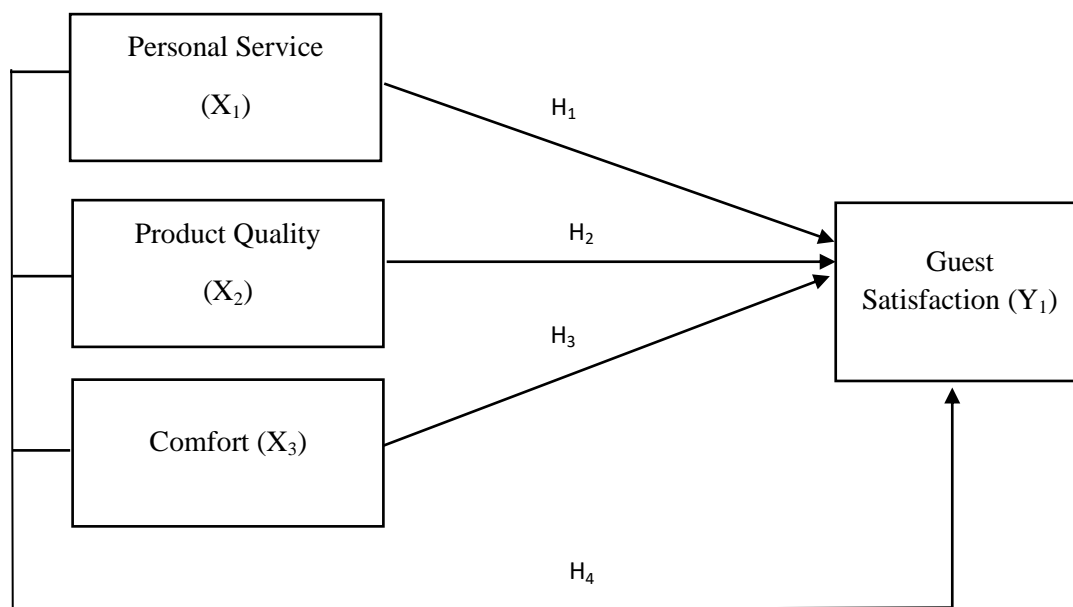 Personal Service
(X₁)
H₁
Product Quality
(X₂)
H₂
Guest
Satisfaction (Y₁)
H₃
Comfort (X₃)
H₄